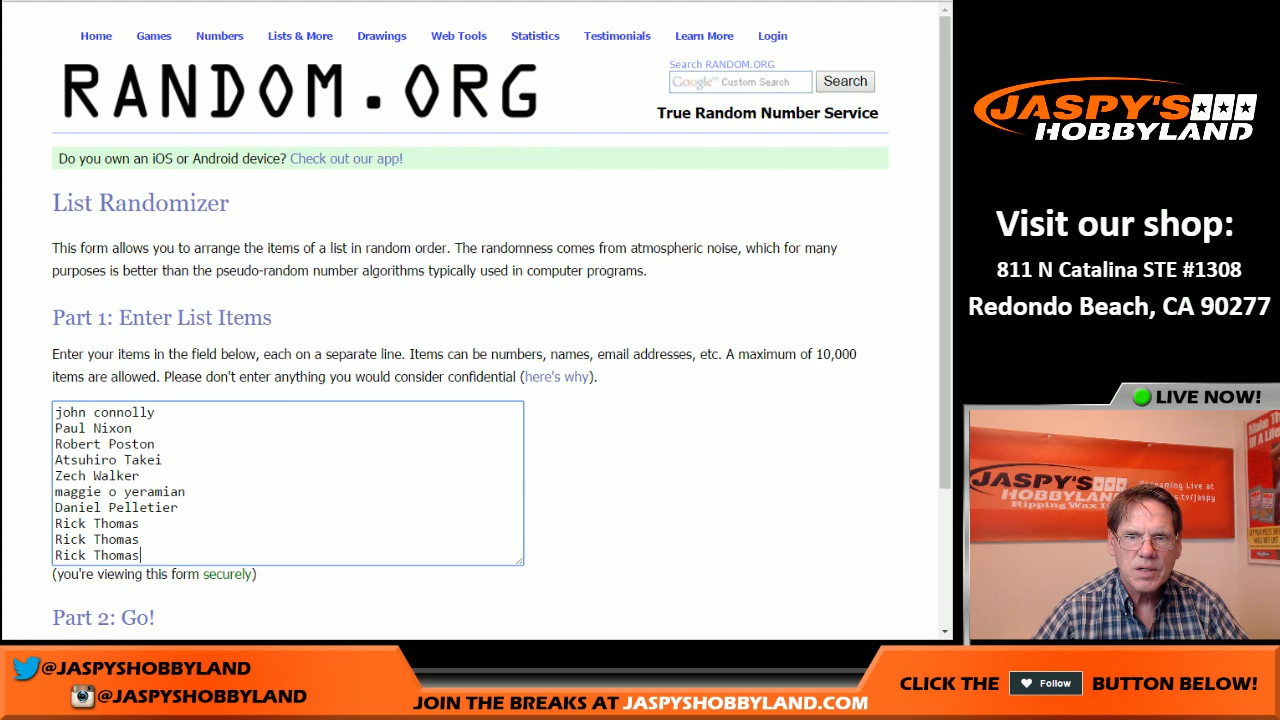 Home Games Numbers Lists & More Drawings Web Tools Statistics Testimonials Learn More Login
RANDOM.ORG
Search RANDOM.ORG
Google™ Custom Search Search
True Random Number Service
Do you own an iOS or Android device? Check out our app!
List Randomizer
This form allows you to arrange the items of a list in random order. The randomness comes from atmospheric noise, which for many
purposes is better than the pseudo-random number algorithms typically used in computer programs.
Part 1: Enter List Items
Enter your items in the field below, each on a separate line. Items can be numbers, names, email addresses, etc. A maximum of 10,000
items are allowed. Please don't enter anything you would consider confidential (here's why).
john connolly
Paul Nixon
Robert Poston
Atsuhiro Takei
Zech Walker
maggie o yeramian
Daniel Pelletier
Rick Thomas
Rick Thomas
Rick Thomas
(you're viewing this form securely)
Part 2: Go!
JASPY'S
HOBBYLAND
Visit our shop:
811 N Catalina STE #1308
Redondo Beach, CA 90277
LIVE NOW!
JASPY'S
HOBBYLAND
Streaming Live at
@JASPYSHOBBYLAND
@JASPYSHOBBYLAND
JOIN THE BREAKS AT JASPYSHOBBYLAND.COM
CLICK THE Follow BUTTON BELOW!